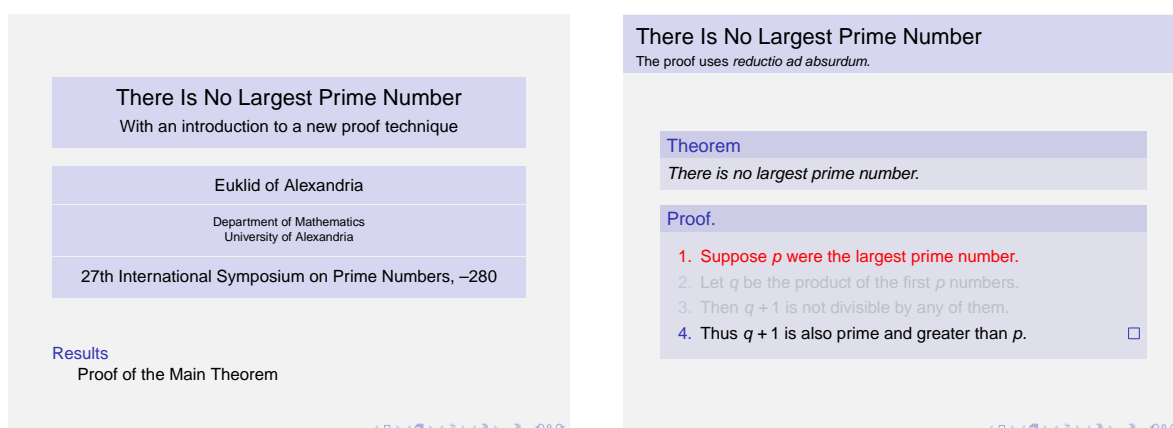 There Is No Largest Prime Number
With an introduction to a new proof technique
Euklid of Alexandria
Department of Mathematics
University of Alexandria
27th International Symposium on Prime Numbers, –280
Results
Proof of the Main Theorem
There Is No Largest Prime Number
The proof uses reductio ad absurdum.
Theorem
There is no largest prime number.
Proof.
1. Suppose p were the largest prime number.
2. Let q be the product of the first p numbers.
3. Then q + 1 is not divisible by any of them.
4. Thus q + 1 is also prime and greater than p. □